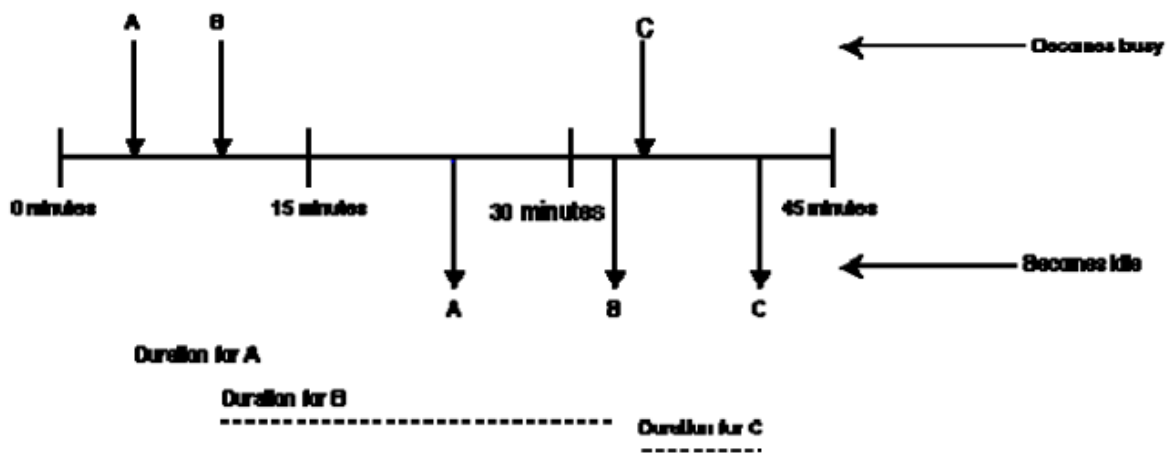 A B C
Becomes busy
0 minutes 15 minutes 30 minutes 45 minutes
Becomes idle
A B C
Duration for A
Duration for B
Duration for C